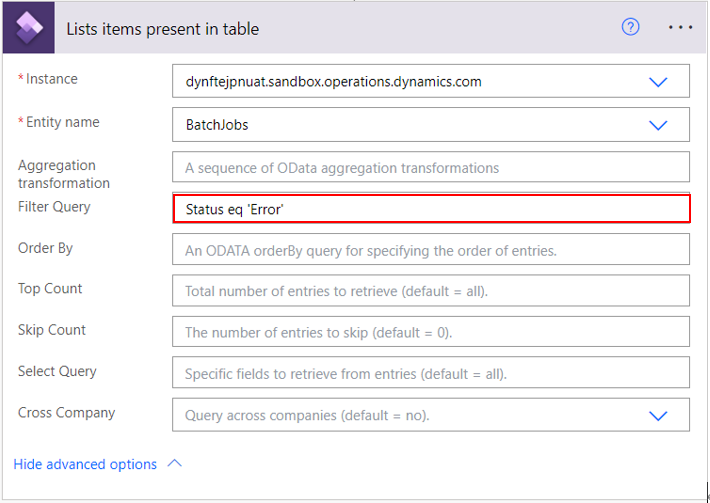 Lists items present in table
* Instance
dynftejpnuat.sandbox.operations.dynamics.com
* Entity name
BatchJobs
Aggregation
transformation
A sequence of OData aggregation transformations
Filter Query
Status eq 'Error'
Order By
An ODATA orderBy query for specifying the order of entries.
Top Count
Total number of entries to retrieve (default = all).
Skip Count
The number of entries to skip (default = 0).
Select Query
Specific fields to retrieve from entries (default = all).
Cross Company
Query across companies (default = no).
Hide advanced options